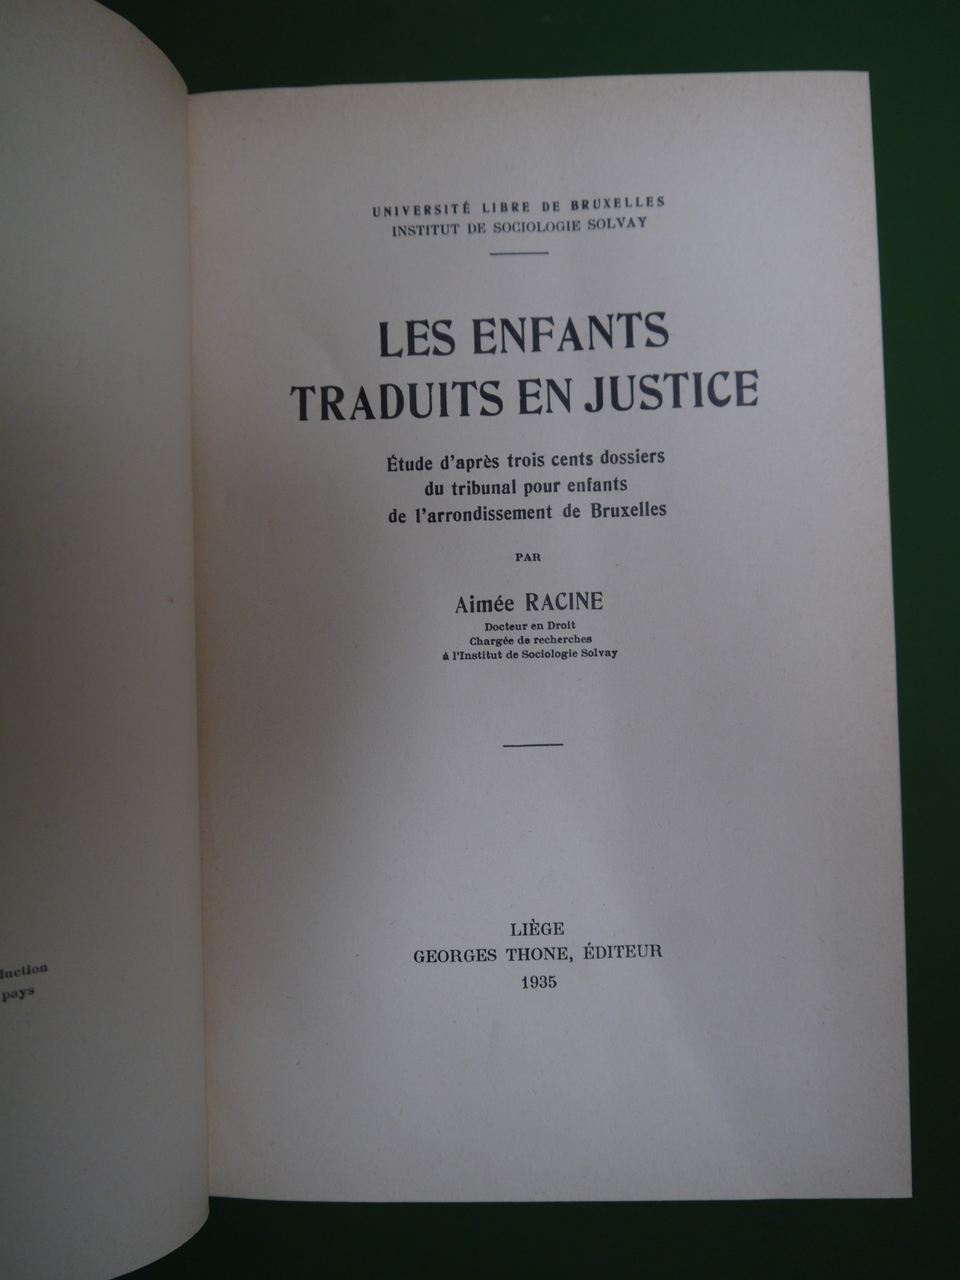 UNIVERSITÉ LIBRE DE BRUXELLES
INSTITUT DE SOCIOLOGIE SOLVAY
LES ENFANTS
TRADUITS EN JUSTICE
Étude d'après trois cents dossiers
du tribunal pour enfants
de l'arrondissement de Bruxelles
PAR
Aimée RACINE
Docteur en Droit
Chargée de recherches
à l'Institut de Sociologie Solvay
LIÈGE
GEORGES THONE, ÉDITEUR
1935
pays